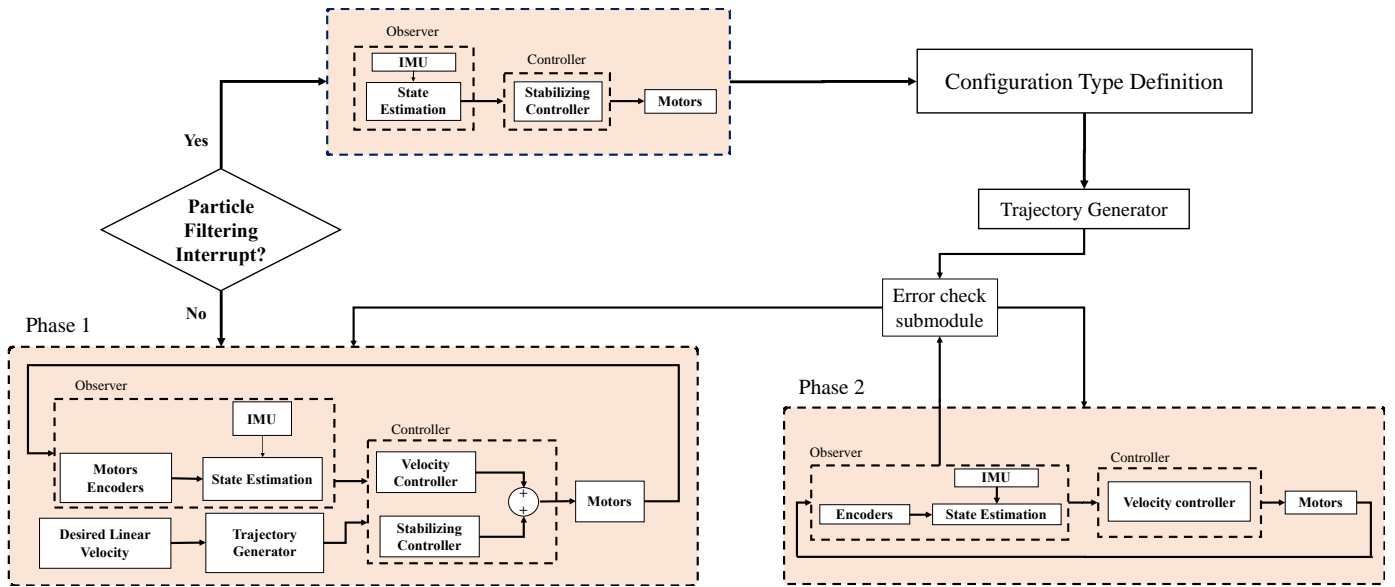 Observer
IMU
State
Estimation
Controller
Stabilizing
Controller
Motors
Configuration Type Definition
Yes
Particle
Filtering
Interrupt?
No
Trajectory Generator
Error check
submodule
Phase 1
Observer
IMU
Motors
Encoders
State Estimation
Desired Linear
Velocity
Trajectory
Generator
Controller
Velocity
Controller
+
+
Stabilizing
Controller
Motors
Phase 2
Observer
IMU
Encoders
State Estimation
Controller
Velocity controller
Motors